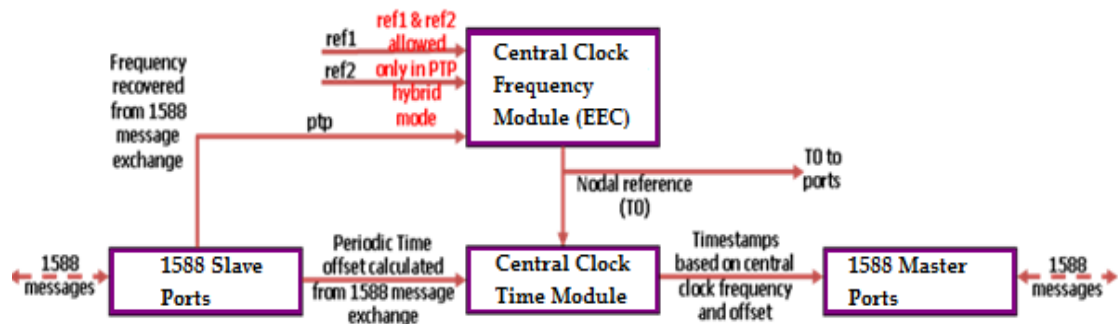 ref1
ref1 & ref2
allowed
ref2
only in PTP
hybrid
mode
Central Clock
Frequency
Module (EEC)
Frequency
recovered
from 1588
message
exchange
ptp
T0 to
ports
Nodal reference
(T0)
1588
messages
1588 Slave
Ports
Periodic Time
offset calculated
from 1588 message
exchange
Central Clock
Time Module
Timestamps
based on central
clock frequency
and offset
1588 Master
Ports
1588
messages